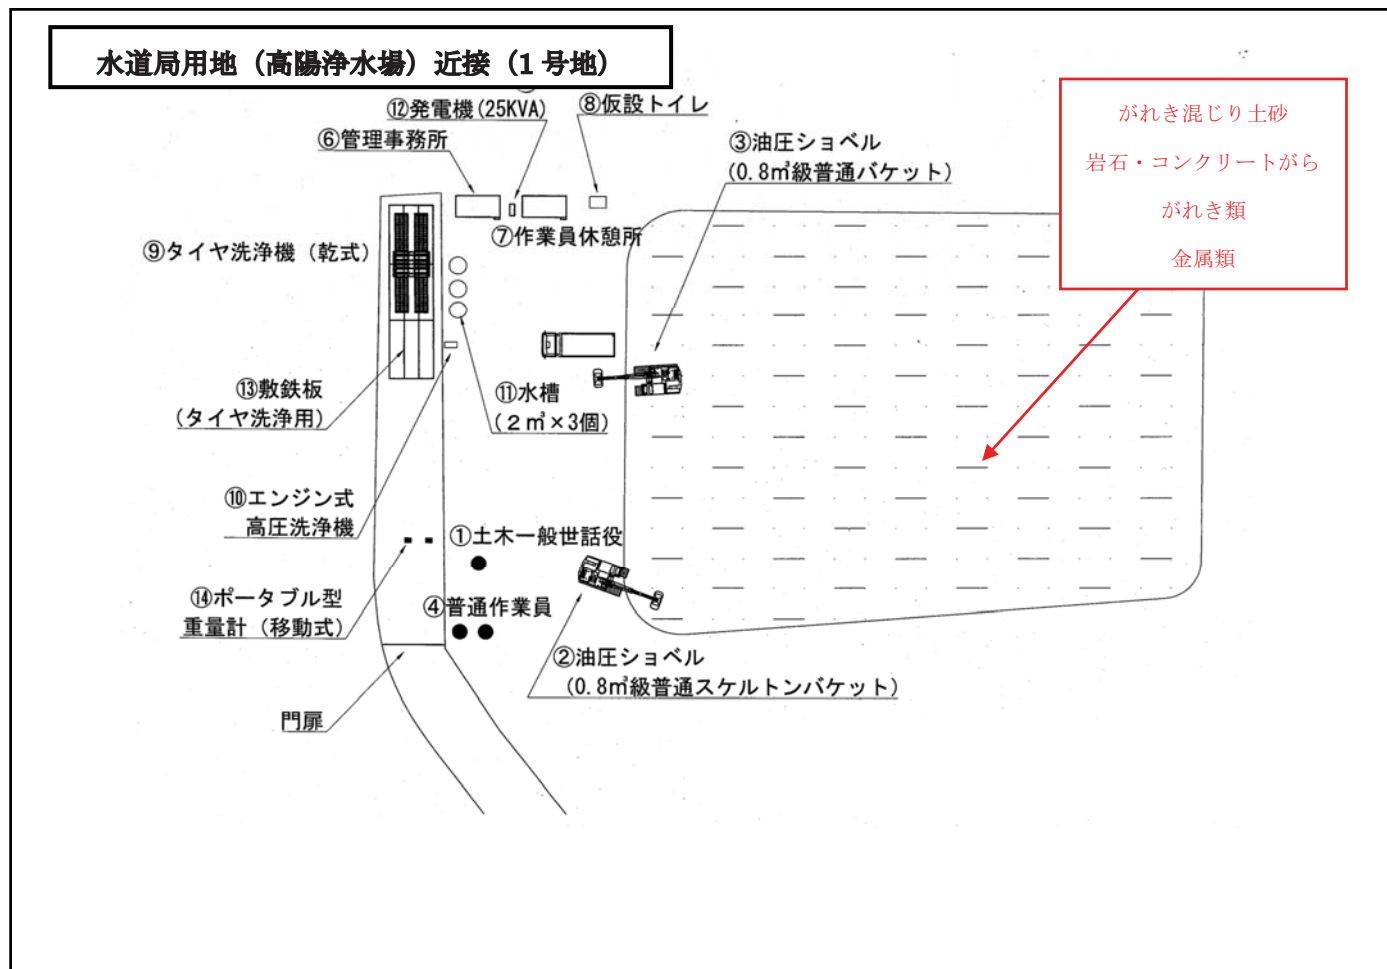 水道局用地（高陽浄水場）近接（1号地）
⑫発電機(25KVA)
⑧仮設トイレ
⑥管理事務所
③油圧ショベル
(0.8㎥級普通バケット)
がれき混じり土砂
岩石・コンクリートがら
がれき類
金属類
⑦作業員休憩所
⑨タイヤ洗浄機（乾式）
⑬敷鉄板
(タイヤ洗浄用)
⑪水槽
(２㎥×3個)
⑩エンジン式
高圧洗浄機
①土木一般世話役
⑭ポータブル型
重量計（移動式）
④普通作業員
②油圧ショベル
(0.8㎥級普通スケルトンバケット)
門扉